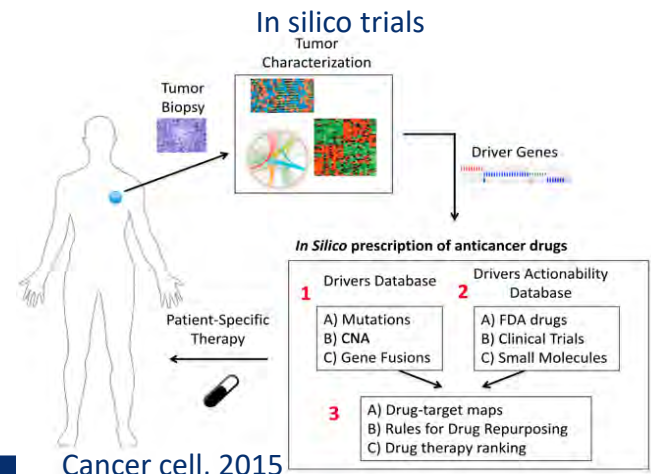 In silico trials
Tumor
Characterization
Tumor
Biopsy
Driver Genes
In Silico prescription of anticancer drugs
1
Drivers Database
A) Mutations
B) CNA
C) Gene Fusions
2
Drivers Actionability
Database
A) FDA drugs
B) Clinical Trials
C) Small Molecules
Patient-Specific
Therapy
3
A) Drug-target maps
B) Rules for Drug Repurposing
C) Drug therapy ranking
Cancer cell, 2015